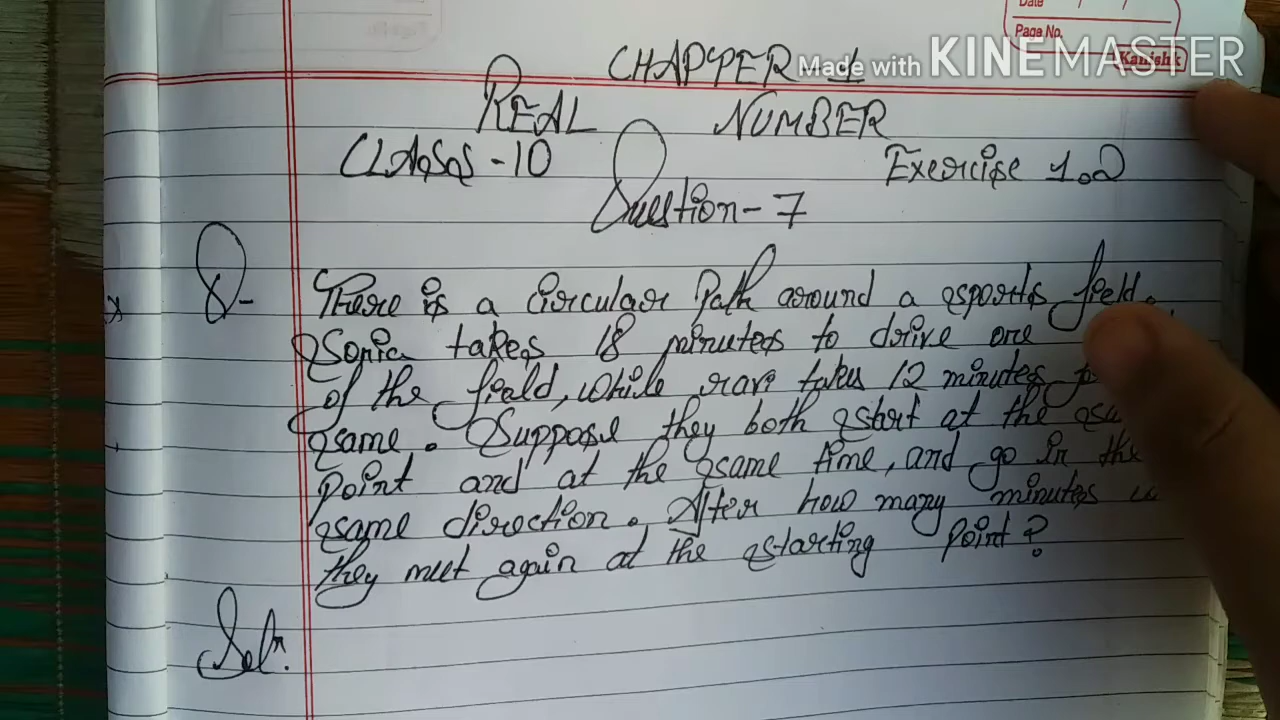 Date / /
Page No.
Kanishk
Made with KINEMASTER
CHAPTER - 1
REAL NUMBER
CLASS - 10
Exercise 1.2
Question - 7
Q- There is a circular Path around a sports field.
Sonia takes 18 minutes to drive one
of the field, while ravi takes 12 minutes
same. Suppose they both start at the
point and at the same time, and go in the
same direction. After how many minutes
they meet again at the starting Point?
Solⁿ.